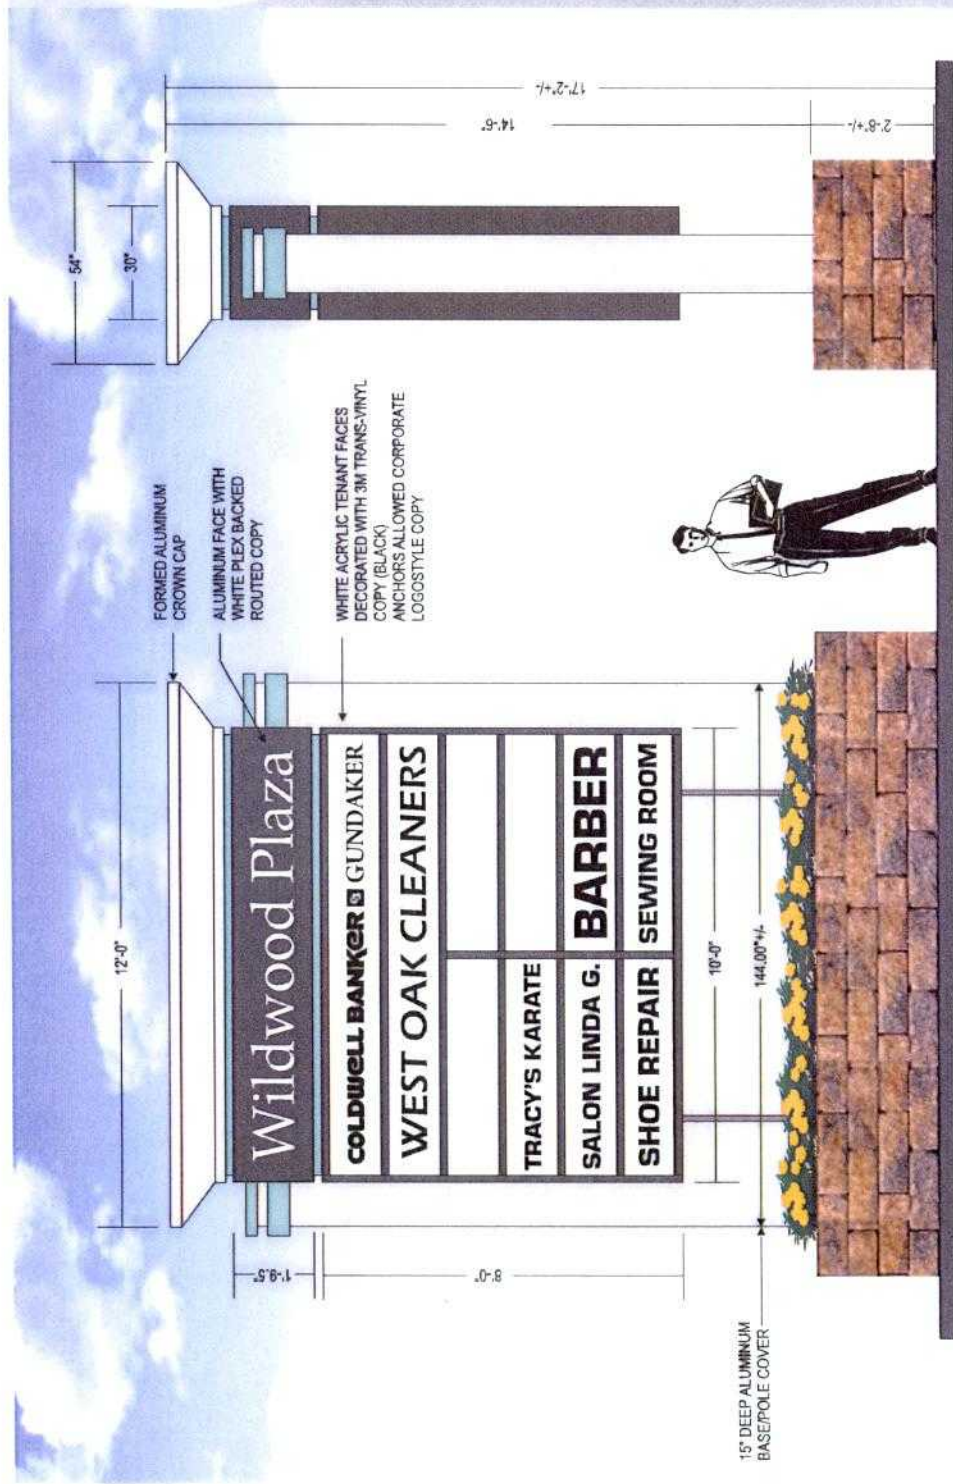 12'-0"
54"
30"
FORMED ALUMINUM
CROWN CAP
ALUMINUM FACE WITH
WHITE PLEX BACKED
ROUTED COPY
WHITE ACRYLIC TENANT FACES
DECORATED WITH 3M TRANS-VINYL
COPY (BLACK)
ANCHORS ALLOWED CORPORATE
LOGOSTYLE COPY
1'-9.5"
Wildwood Plaza
8'-0"
COLDWELL BANKER GUNDAKER
WEST OAK CLEANERS
TRACY'S KARATE
SALON LINDA G. BARBER
SHOE REPAIR SEWING ROOM
10'-0"
144.00"+/-
15" DEEP ALUMINUM
BASE/POLE COVER
14'-6"
17'-2"+/-
2'-8"+/-